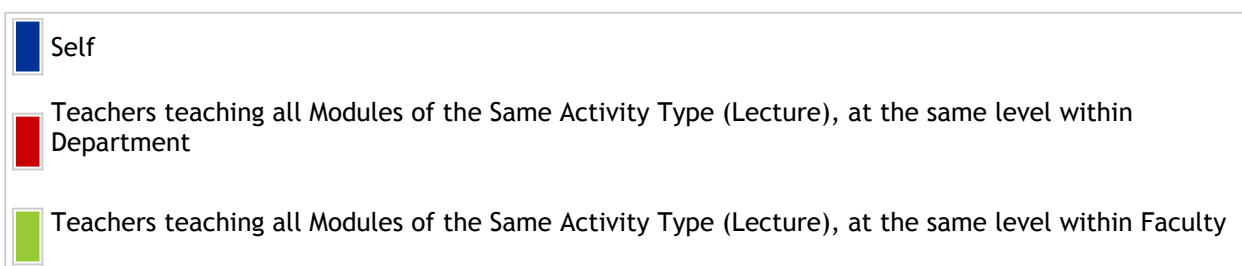 Self
Teachers teaching all Modules of the Same Activity Type (Lecture), at the same level within
Department
Teachers teaching all Modules of the Same Activity Type (Lecture), at the same level within Faculty